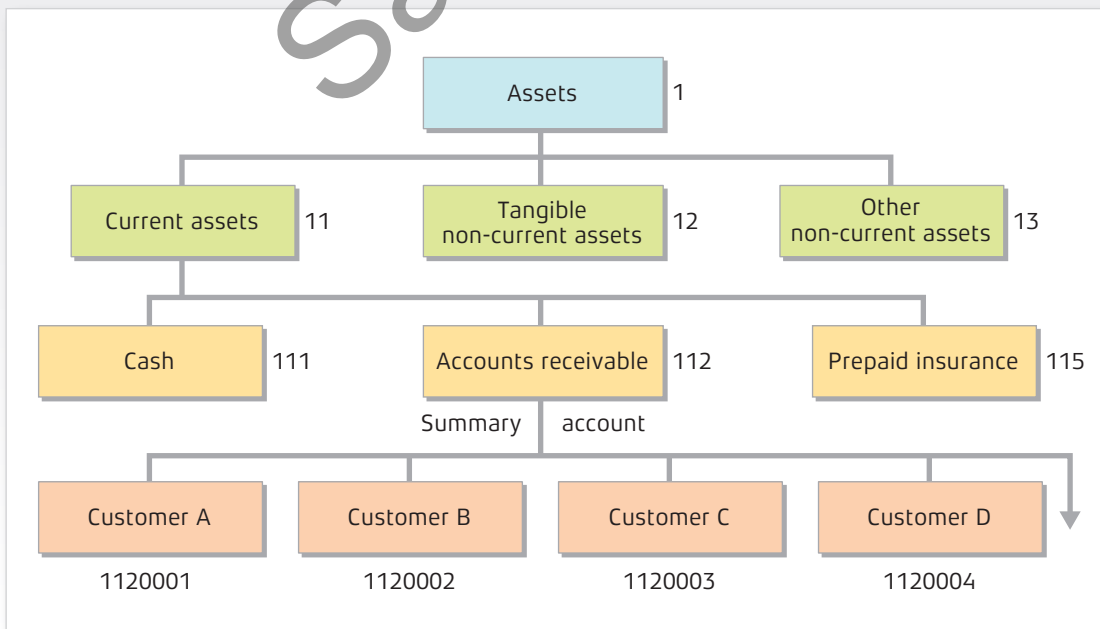 Sa
Assets 1
Current assets 11
Tangible
non-current assets 12
Other
non-current assets 13
Cash 111
Accounts receivable 112
Prepaid insurance 115
Summary account
Customer A
Customer B
Customer C
Customer D
1120001
1120002
1120003
1120004